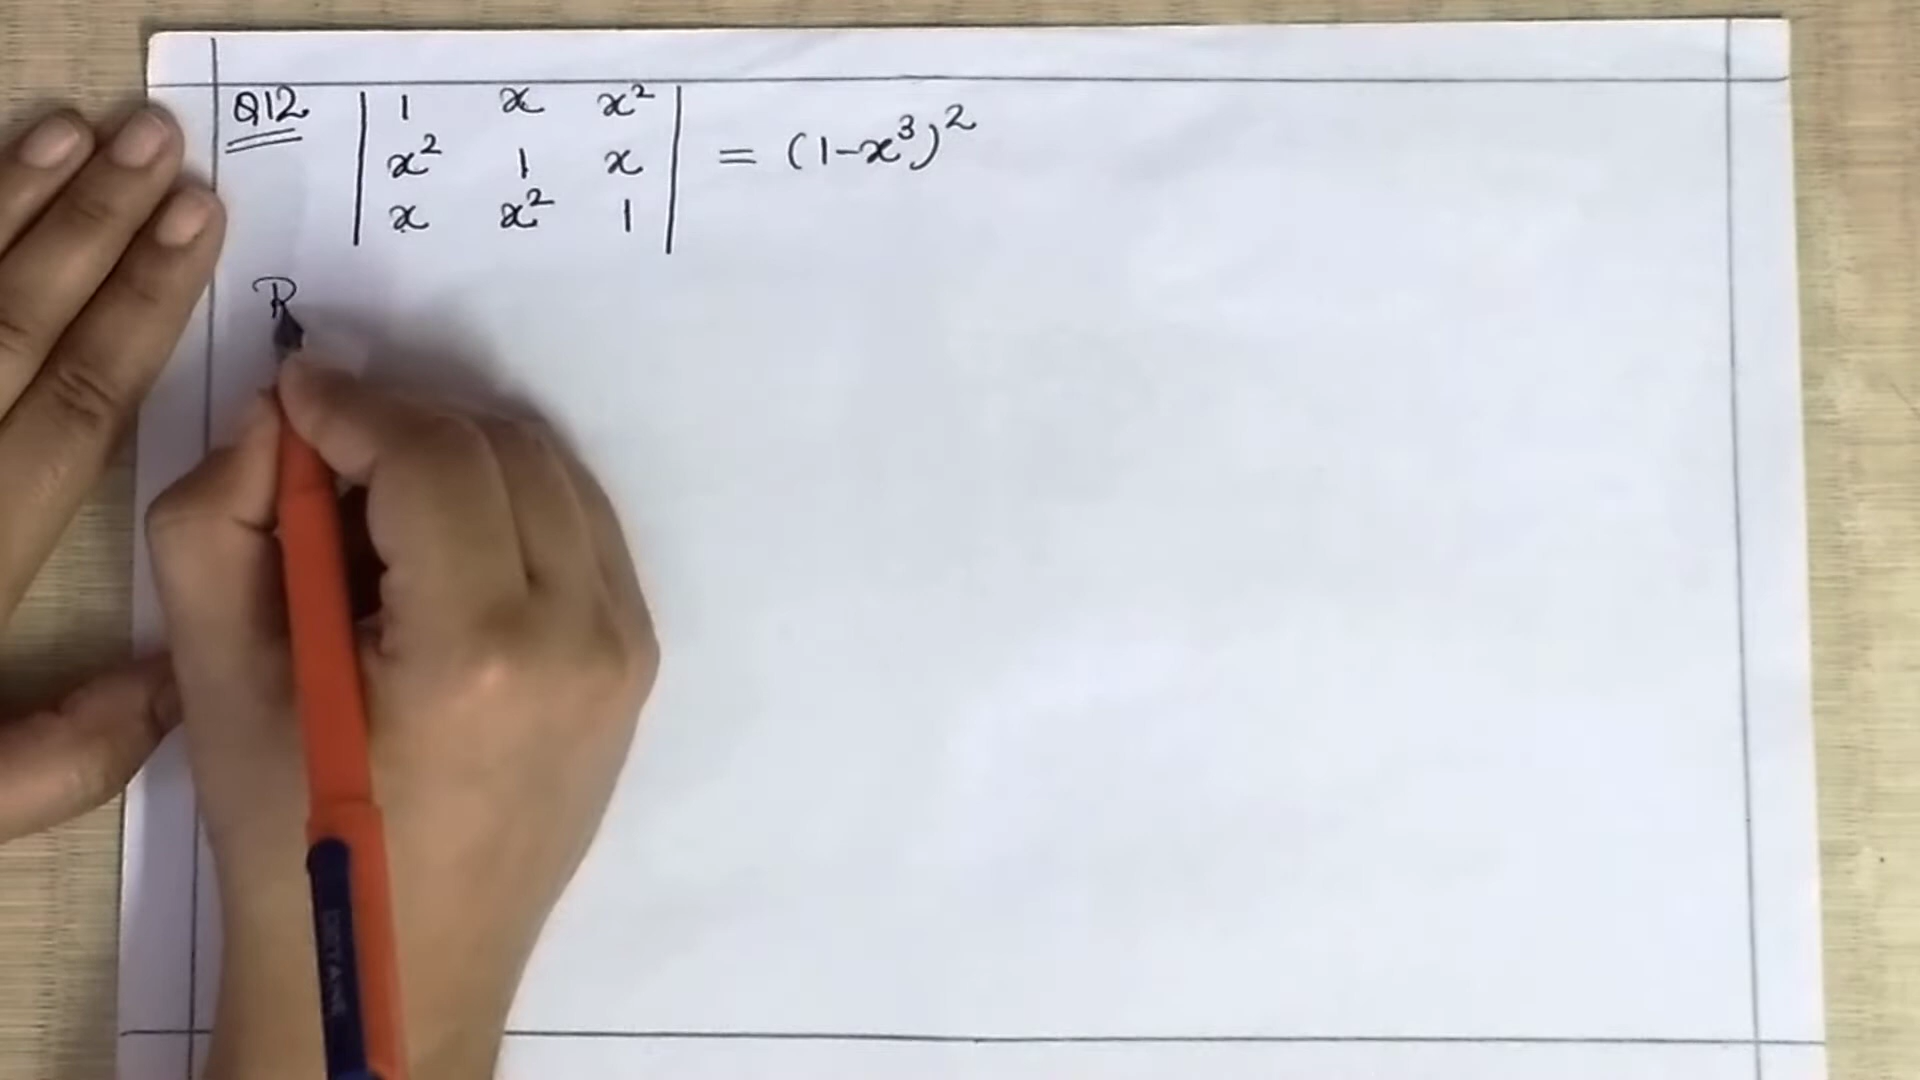 Q12 | 1 x x² |
| x² 1 x | = (1-x³)²
| x x² 1 |
R